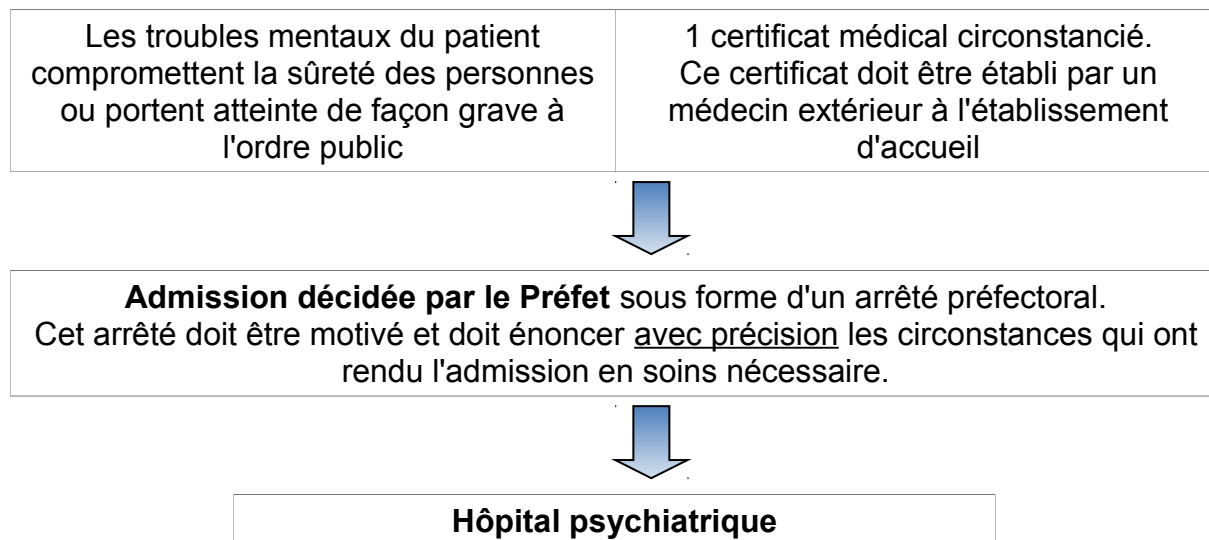 Les troubles mentaux du patient
compromettent la sûreté des personnes
ou portent atteinte de façon grave à
l'ordre public
1 certificat médical circonstancié.
Ce certificat doit être établi par un
médecin extérieur à l'établissement
d'accueil
Admission décidée par le Préfet sous forme d'un arrêté préfectoral.
Cet arrêté doit être motivé et doit énoncer avec précision les circonstances qui ont
rendu l'admission en soins nécessaire.
Hôpital psychiatrique